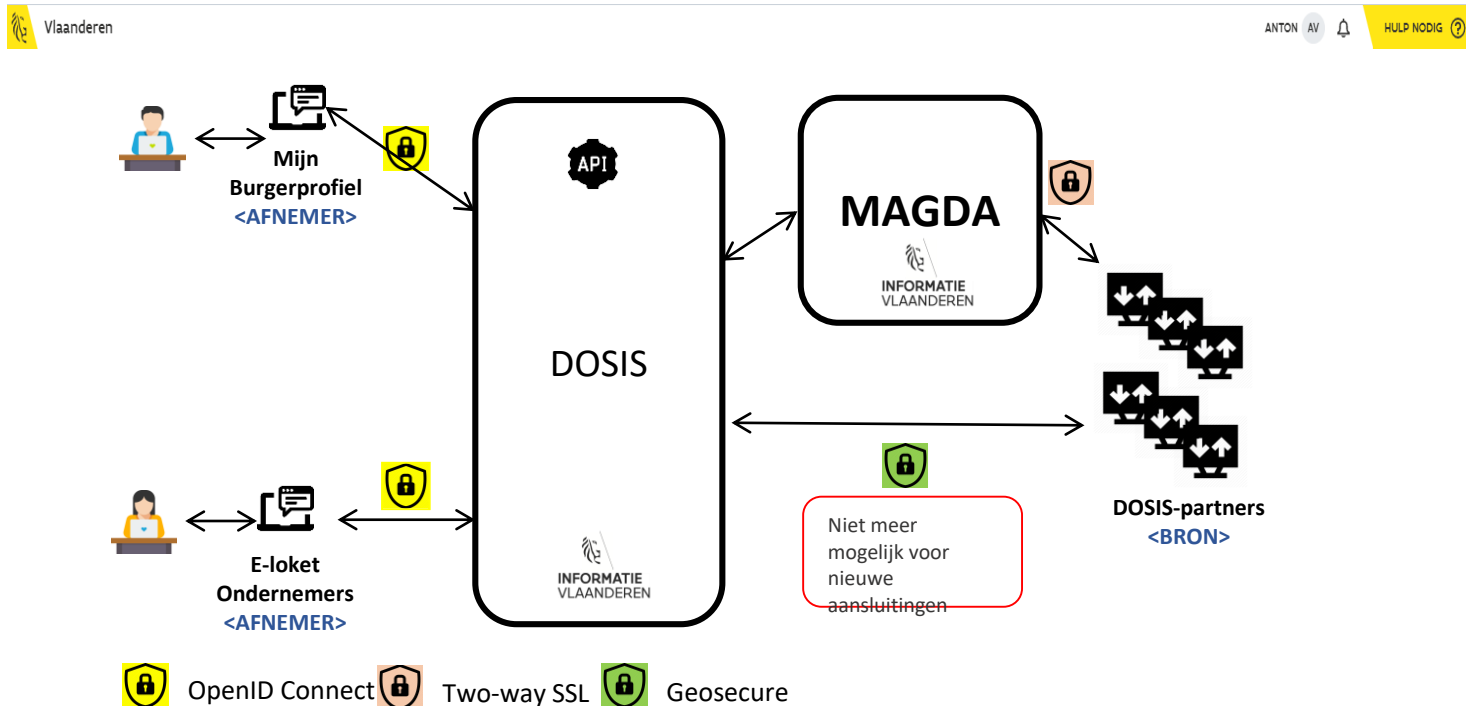 Vlaanderen
ANTON AV
HULP NODIG ?
Mijn
Burgerprofiel
<AFNEMER>
API
DOSIS
INFORMATIE
VLAANDEREN
MAGDA
INFORMATIE
VLAANDEREN
E-loket
Ondernemers
<AFNEMER>
Niet meer
mogelijk voor
nieuwe
aansluitingen
DOSIS-partners
<BRON>
OpenID Connect
Two-way SSL
Geosecure